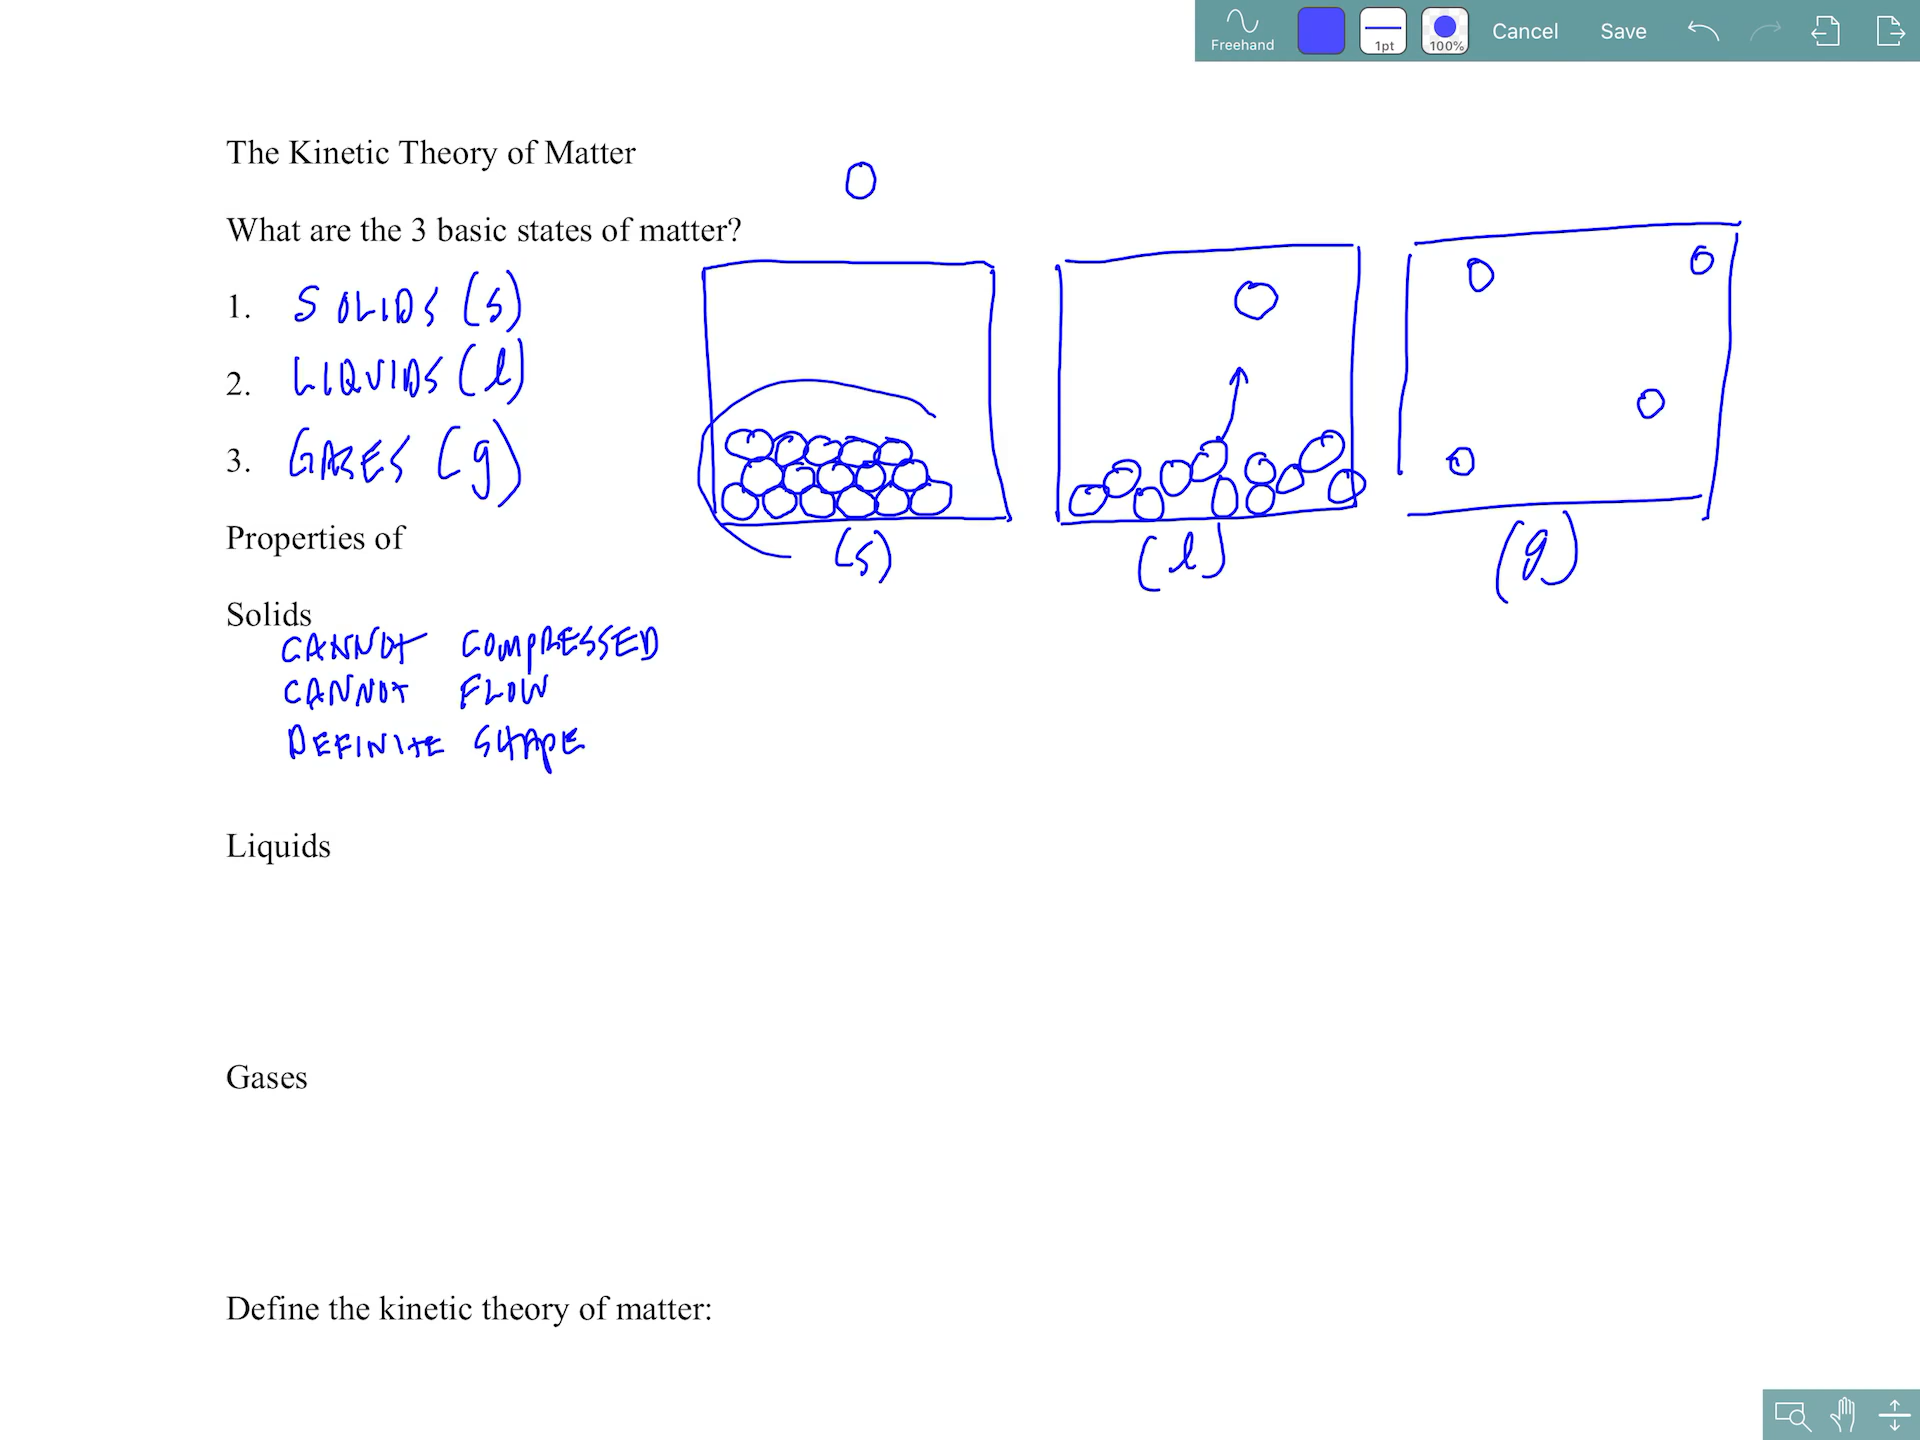 Freehand 1pt 100% Cancel Save
The Kinetic Theory of Matter
What are the 3 basic states of matter?
1. SOLIDS (s)
2. LIQUIDS (l)
3. GASES (g)
(s) (l) (g)
Properties of
Solids
CANNOT COMPRESSED
CANNOT FLOW
DEFINITE SHAPE
Liquids
Gases
Define the kinetic theory of matter: